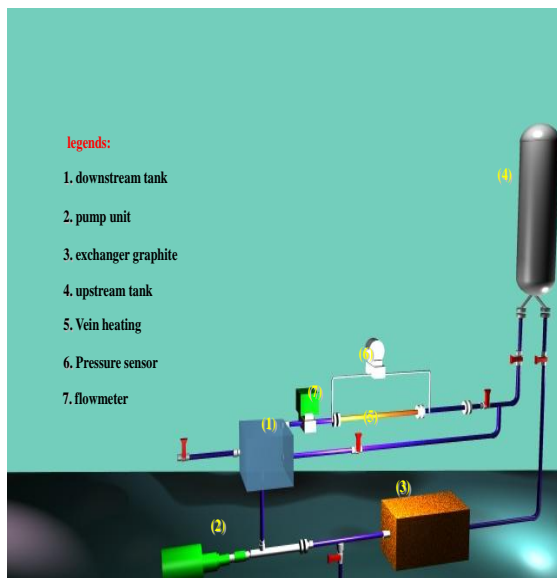 legends:
1. downstream tank
2. pump unit
3. exchanger graphite
4. upstream tank
5. Vein heating
6. Pressure sensor
7. flowmeter
(4)
(6)
(7)
(5)
(1)
(3)
(2)